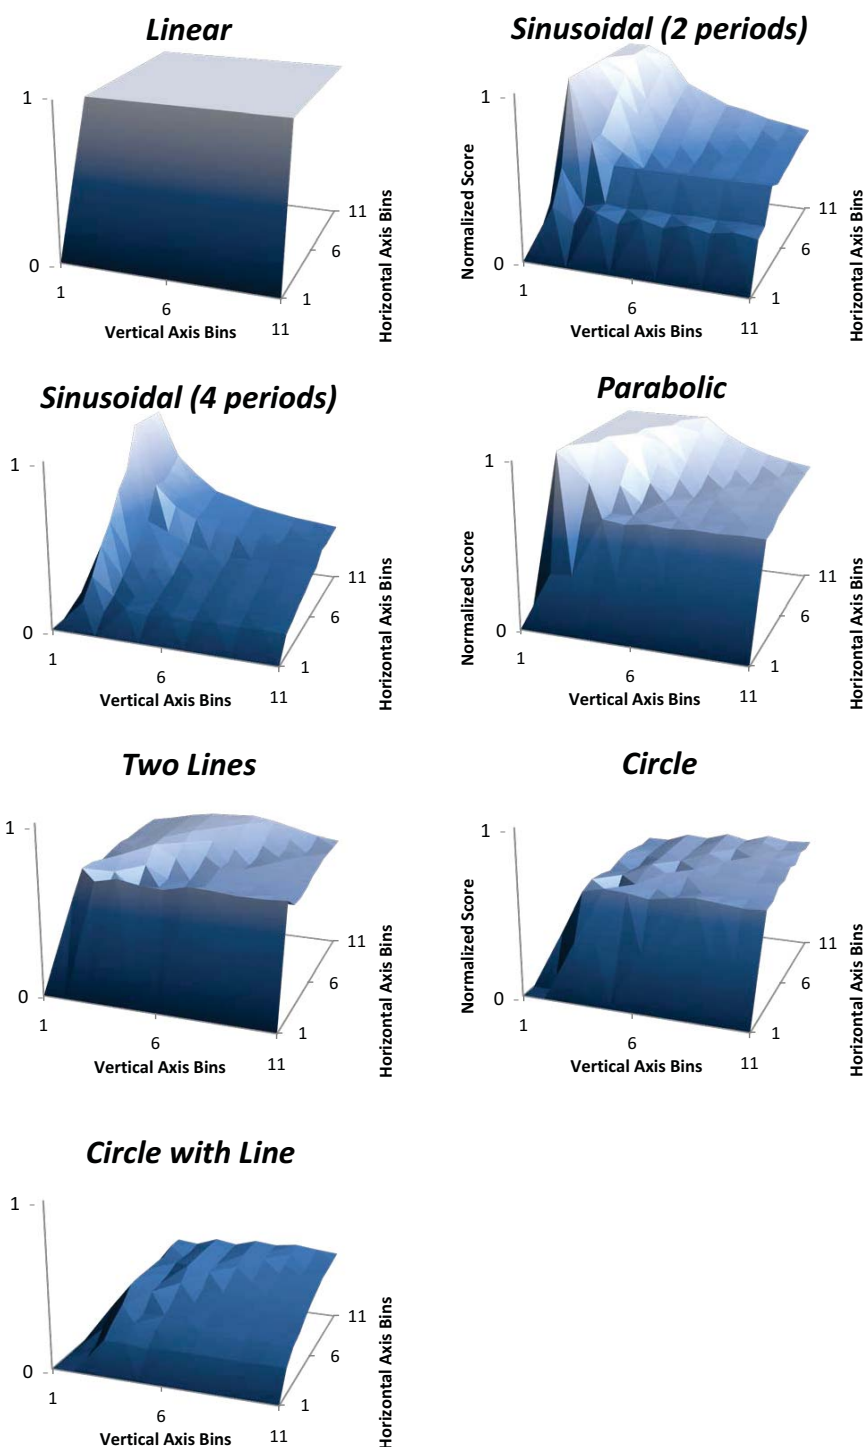 Linear
1
0
1
6
11
Vertical Axis Bins
1
6
11
Horizontal Axis Bins
Sinusoidal (2 periods)
Normalized Score
1
0
1
6
11
Vertical Axis Bins
1
6
11
Horizontal Axis Bins
Sinusoidal (4 periods)
1
0
1
6
11
Vertical Axis Bins
1
6
11
Horizontal Axis Bins
Parabolic
Normalized Score
1
0
1
6
11
Vertical Axis Bins
1
6
11
Horizontal Axis Bins
Two Lines
1
0
1
6
11
Vertical Axis Bins
1
6
11
Horizontal Axis Bins
Circle
Normalized Score
1
0
1
6
11
Vertical Axis Bins
1
6
11
Horizontal Axis Bins
Circle with Line
1
0
1
6
11
Vertical Axis Bins
1
6
11
Horizontal Axis Bins